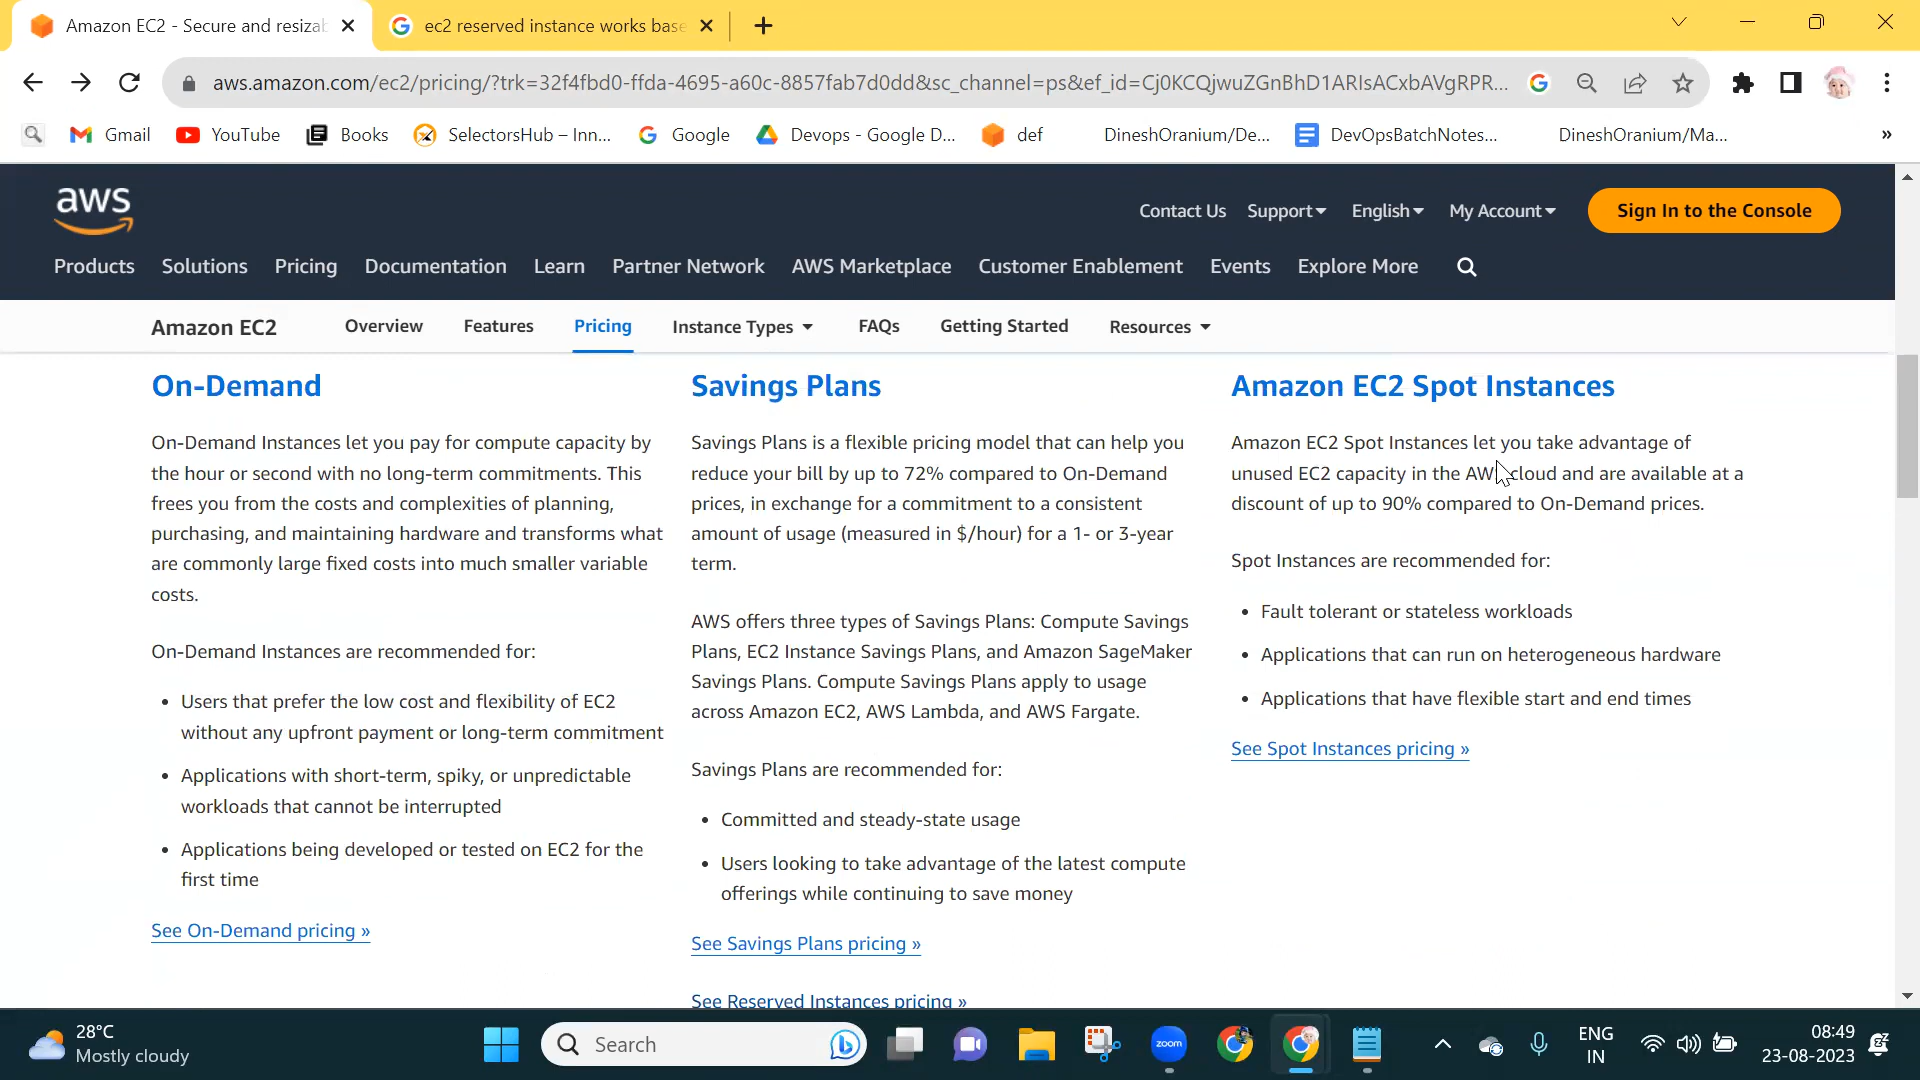 Amazon EC2 - Secure and resizab
ec2 reserved instance works base
aws.amazon.com/ec2/pricing/?trk=32f4fbd0-ffda-4695-a60c-8857fab7d0dd&sc_channel=ps&ef_id=Cj0KCQjwuZGnBhD1ARIsACxbAVgRPR...
Gmail
YouTube
Books
SelectorsHub – Inn...
Google
Devops - Google D...
def
DineshOranium/De...
DevOpsBatchNotes...
DineshOranium/Ma...
»
aws
Contact Us Support English My Account Sign In to the Console
Products Solutions Pricing Documentation Learn Partner Network AWS Marketplace Customer Enablement Events Explore More
Amazon EC2 Overview Features Pricing Instance Types FAQs Getting Started Resources
On-Demand
On-Demand Instances let you pay for compute capacity by
the hour or second with no long-term commitments. This
frees you from the costs and complexities of planning,
purchasing, and maintaining hardware and transforms what
are commonly large fixed costs into much smaller variable
costs.
On-Demand Instances are recommended for:
• Users that prefer the low cost and flexibility of EC2
without any upfront payment or long-term commitment
• Applications with short-term, spiky, or unpredictable
workloads that cannot be interrupted
• Applications being developed or tested on EC2 for the
first time
See On-Demand pricing »
Savings Plans
Savings Plans is a flexible pricing model that can help you
reduce your bill by up to 72% compared to On-Demand
prices, in exchange for a commitment to a consistent
amount of usage (measured in $/hour) for a 1- or 3-year
term.
AWS offers three types of Savings Plans: Compute Savings
Plans, EC2 Instance Savings Plans, and Amazon SageMaker
Savings Plans. Compute Savings Plans apply to usage
across Amazon EC2, AWS Lambda, and AWS Fargate.
Savings Plans are recommended for:
• Committed and steady-state usage
• Users looking to take advantage of the latest compute
offerings while continuing to save money
See Savings Plans pricing »
See Reserved Instances pricing »
Amazon EC2 Spot Instances
Amazon EC2 Spot Instances let you take advantage of
unused EC2 capacity in the AWS cloud and are available at a
discount of up to 90% compared to On-Demand prices.
Spot Instances are recommended for:
• Fault tolerant or stateless workloads
• Applications that can run on heterogeneous hardware
• Applications that have flexible start and end times
See Spot Instances pricing »
28°C
Mostly cloudy
Search
zoom
ENG
IN
08:49
23-08-2023